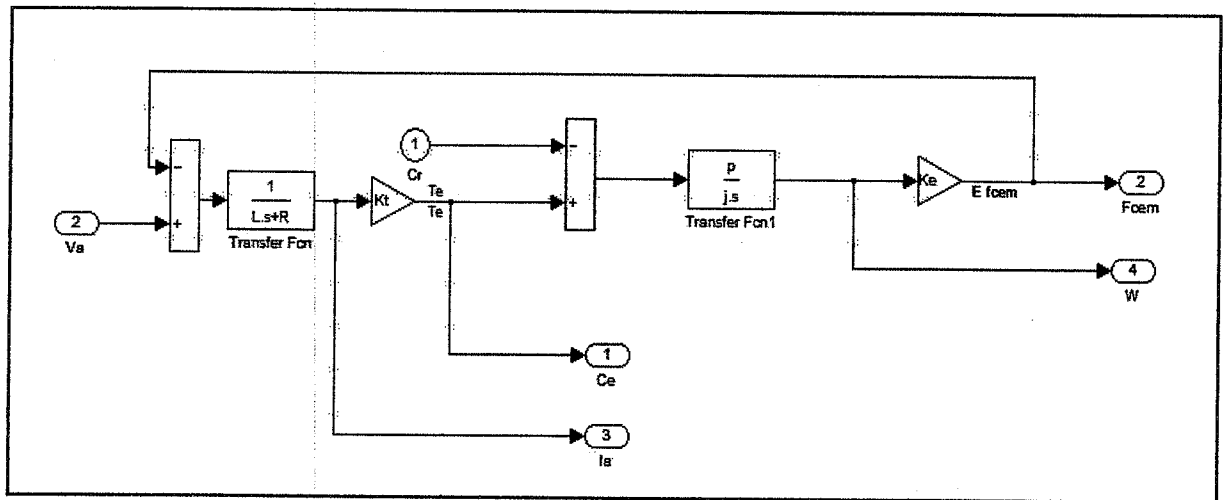 −
+
2
Va
1
L.s+R
Transfer Fcn
Kt
Te
Te
1
Cr
−
+
p
j.s
Transfer Fcn1
Ke
E fcem
2
Fcem
4
W
1
Ce
3
Ia